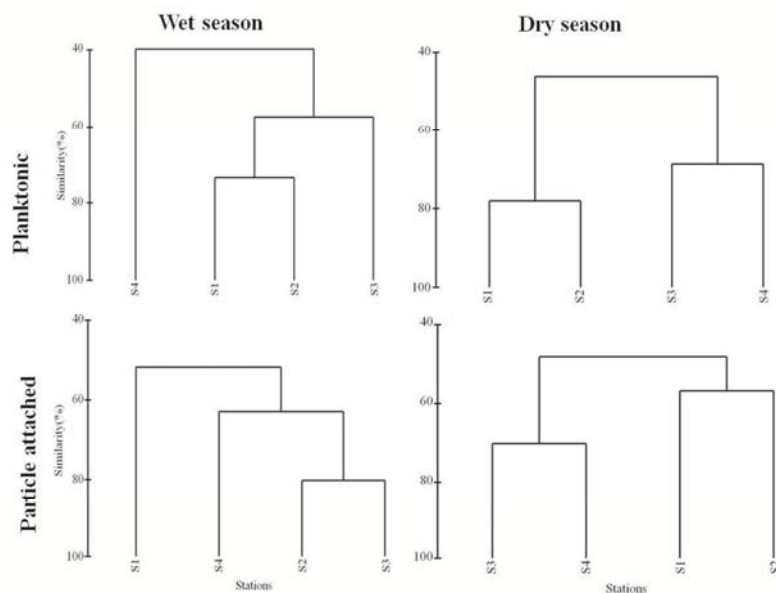 Wet season
Dry season
Planktonic
Similarity(%)
40
60
80
100
S4
S1
S2
S3
40
60
80
100
S1
S2
S3
S4
Particle attached
Similarity(%)
40
60
80
100
S1
S4
S2
S3
Stations
40
60
80
100
S3
S4
S1
S2
Stations